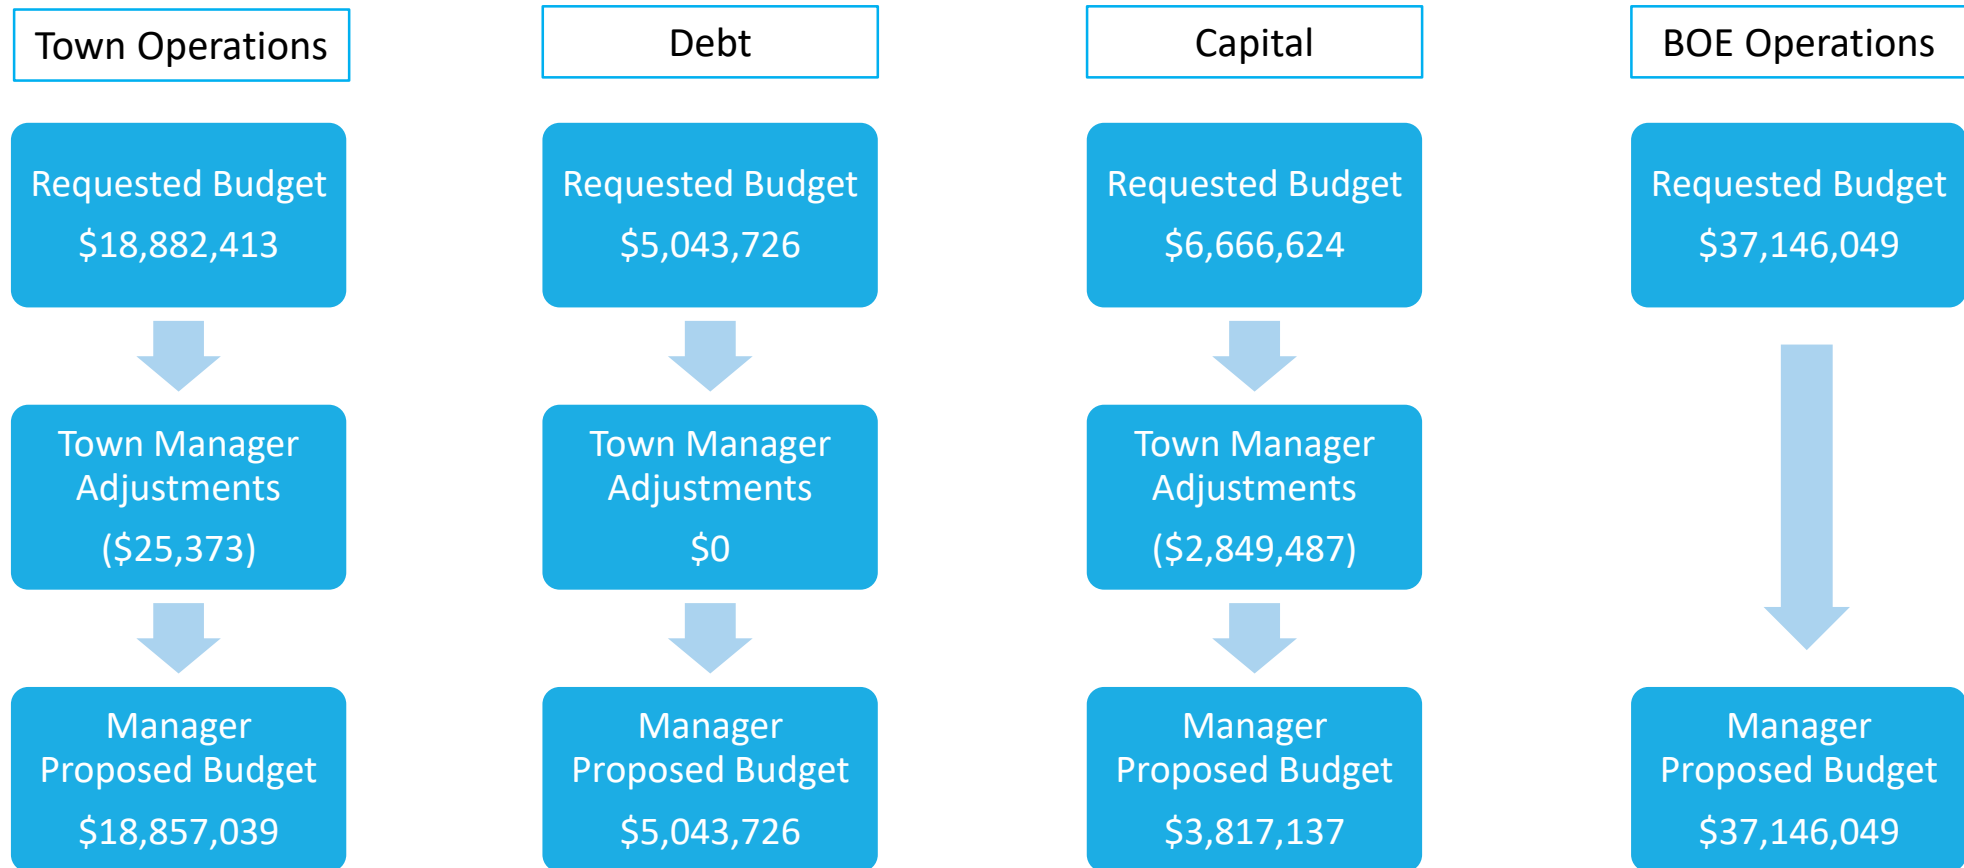 Town Operations
Requested Budget
$18,882,413
Town Manager
Adjustments
($25,373)
Manager
Proposed Budget
$18,857,039
Debt
Requested Budget
$5,043,726
Town Manager
Adjustments
$0
Manager
Proposed Budget
$5,043,726
Capital
Requested Budget
$6,666,624
Town Manager
Adjustments
($2,849,487)
Manager
Proposed Budget
$3,817,137
BOE Operations
Requested Budget
$37,146,049
Manager
Proposed Budget
$37,146,049